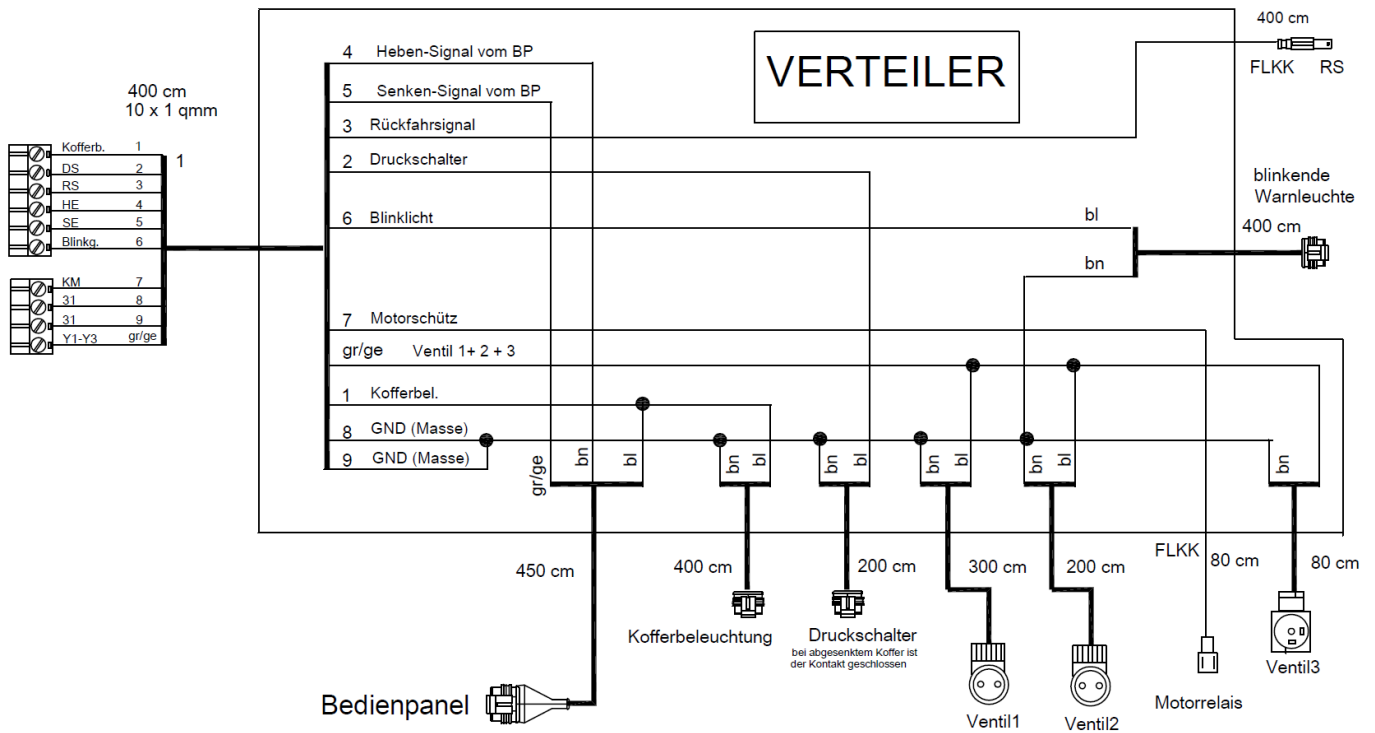 400 cm
VERTEILER
FLKK RS
4 Heben-Signal vom BP
5 Senken-Signal vom BP
3 Rückfahrsignal
2 Druckschalter
6 Blinklicht
400 cm
10 x 1 qmm
Kofferb. 1
DS 2
RS 3
HE 4
SE 5
Blinkg. 6
KM 7
31 8
31 9
Y1-Y3 gr/ge
1
bl
bn
blinkende
Warnleuchte
400 cm
7 Motorschütz
gr/ge Ventil 1+ 2 + 3
1 Kofferbel.
8 GND (Masse)
9 GND (Masse)
gr/ge
bn
bl
bn
bl
bn
bl
bn
bl
bn
bl
bn
450 cm
400 cm
200 cm
300 cm
200 cm
FLKK
80 cm
80 cm
Kofferbeleuchtung
Druckschalter
bei abgesenktem Koffer ist
der Kontakt geschlossen
Bedienpanel
Ventil1
Ventil2
Motorrelais
Ventil3